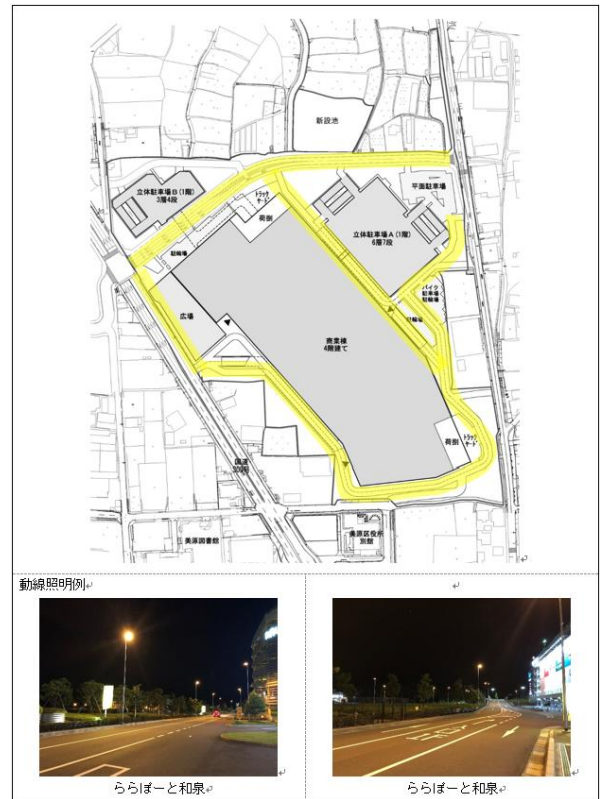 新設池
立体駐車場B(1階)
3層4段
トラック
ヤード
荷捌
平面駐車場
立体駐車場A(1階)
6層7段
駐輪場
バイク
駐車場
駐輪場
駐輪場
広場
商業棟
4階建て
荷捌
トラック
ヤード
国道
309号
美原図書館
美原区役所
別館
動線照明例
ららぽーと和泉
ららぽーと和泉